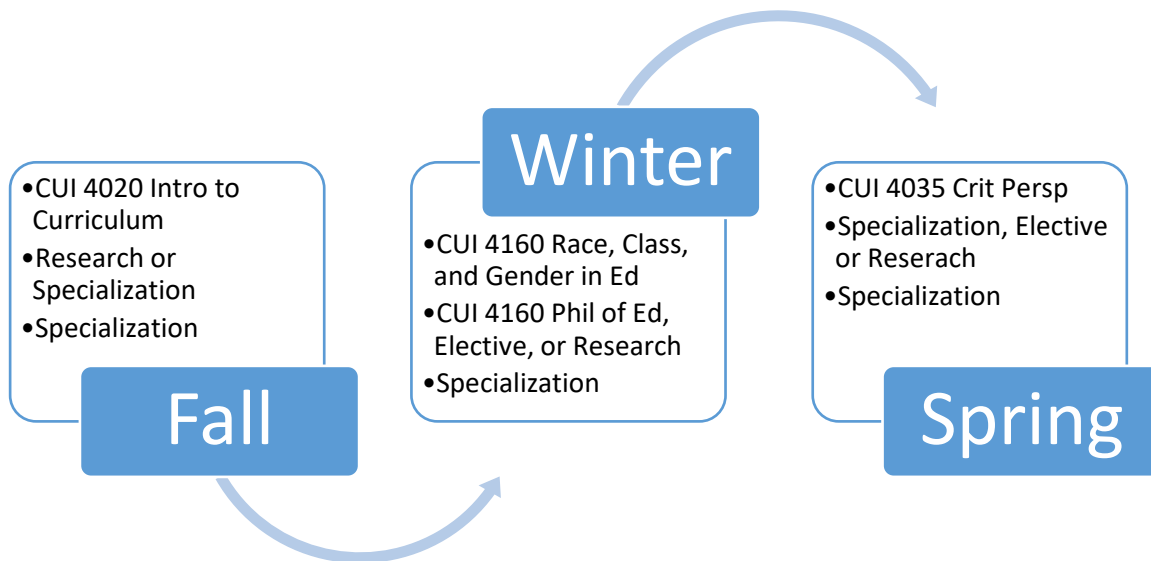 •CUI 4020 Intro to
Curriculum
•Research or
Specialization
•Specialization
Fall
Winter
•CUI 4160 Race, Class,
and Gender in Ed
•CUI 4160 Phil of Ed,
Elective, or Research
•Specialization
•CUI 4035 Crit Persp
•Specialization, Elective
or Reserach
•Specialization
Spring